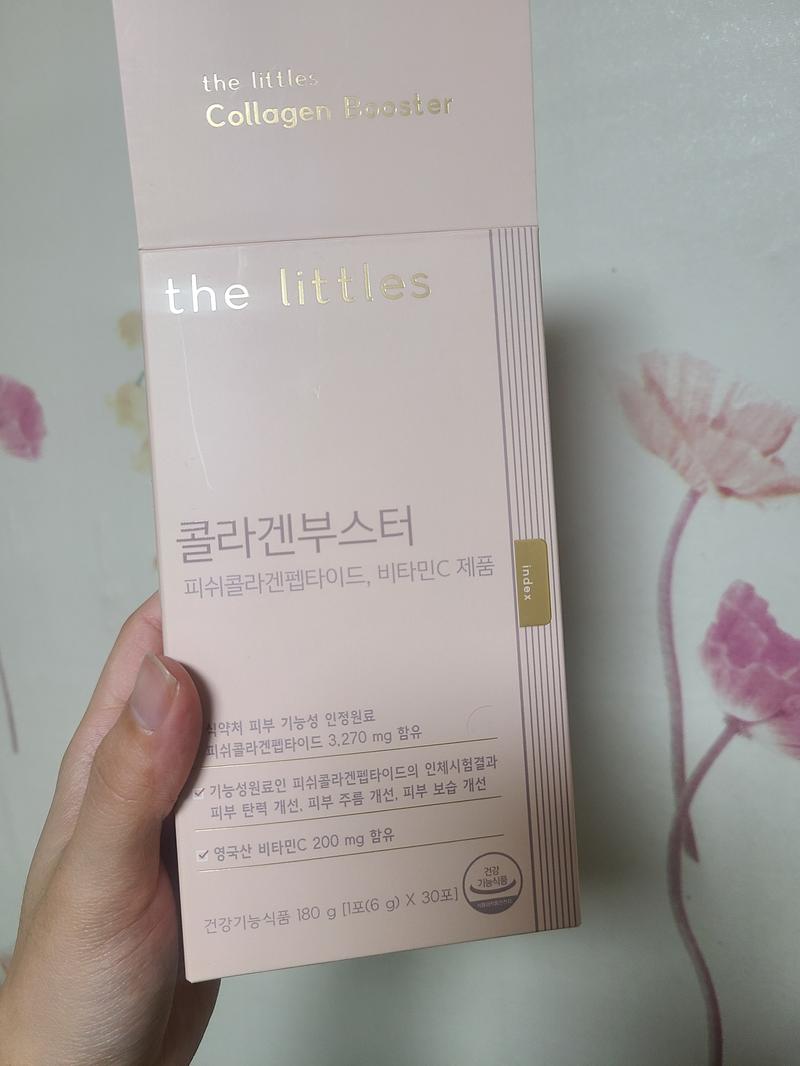 the littles
Collagen Booster
the littles
콜라겐부스터
피쉬콜라겐펩타이드, 비타민C 제품
index
식약처 피부 기능성 인정원료
피쉬콜라겐펩타이드 3,270 mg 함유
기능성원료인 피쉬콜라겐펩타이드의 인체시험결과
피부 탄력 개선, 피부 주름 개선, 피부 보습 개선
영국산 비타민C 200 mg 함유
건강
기능식품
건강기능식품 180 g [1포(6 g) X 30포]